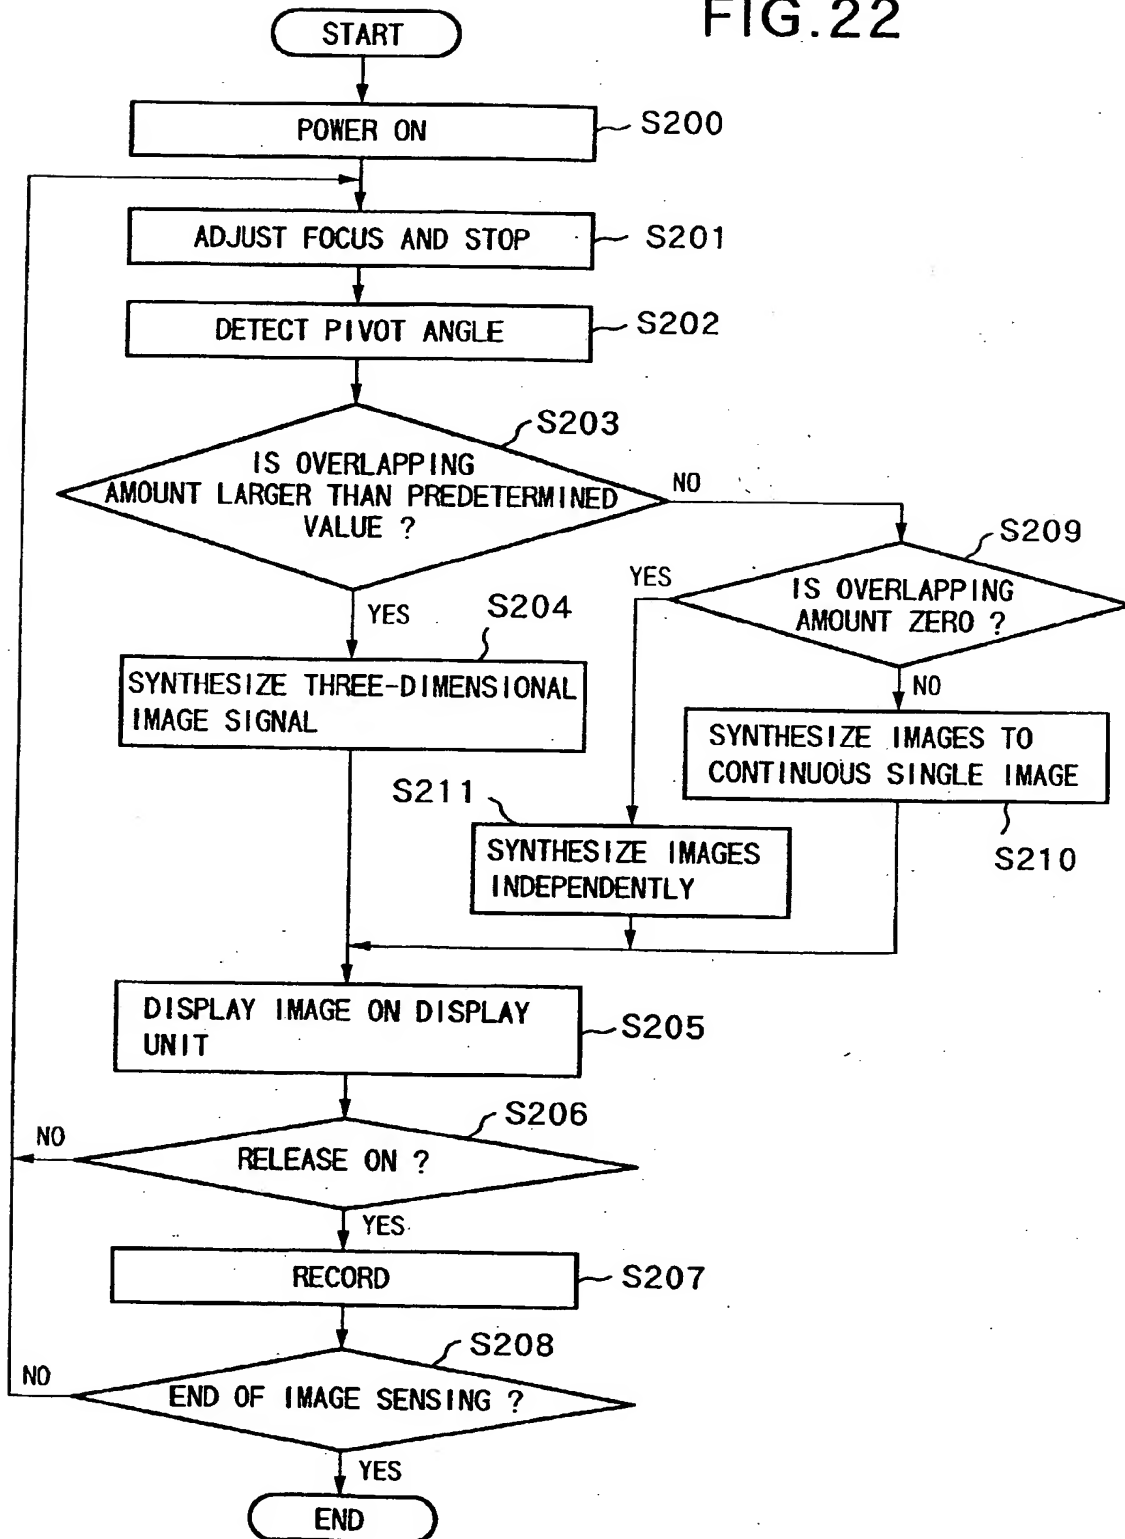 FIG.22
START
POWER ON
S200
ADJUST FOCUS AND STOP
S201
DETECT PIVOT ANGLE
S202
S203
IS OVERLAPPING
AMOUNT LARGER THAN PREDETERMINED
VALUE ?
NO
YES
S209
IS OVERLAPPING
AMOUNT ZERO ?
YES
NO
S204
SYNTHESIZE THREE-DIMENSIONAL
IMAGE SIGNAL
SYNTHESIZE IMAGES TO
CONTINUOUS SINGLE IMAGE
S210
S211
SYNTHESIZE IMAGES
INDEPENDENTLY
DISPLAY IMAGE ON DISPLAY
UNIT
S205
S206
RELEASE ON ?
NO
YES
RECORD
S207
S208
END OF IMAGE SENSING ?
NO
YES
END